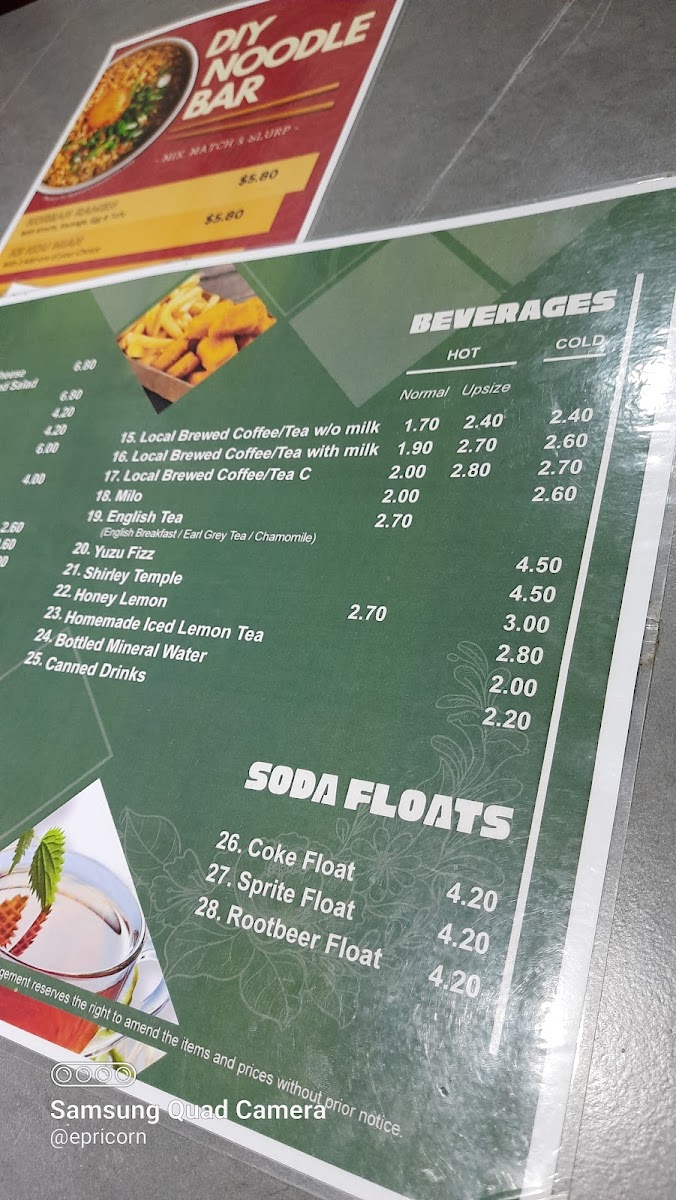 DIY
NOODLE
BAR
- MIX, MATCH & SLURP -
$5.80
$5.80
6.80
6.80
4.20
4.20
6.00
4.00
2.60
BEVERAGES
HOT COLD
Normal Upsize
15. Local Brewed Coffee/Tea w/o milk 1.70 2.40 2.40
16. Local Brewed Coffee/Tea with milk 1.90 2.70 2.60
17. Local Brewed Coffee/Tea C 2.00 2.80 2.70
18. Milo 2.00 2.60
19. English Tea 2.70
(English Breakfast / Earl Grey Tea / Chamomile)
20. Yuzu Fizz 4.50
21. Shirley Temple 4.50
22. Honey Lemon 2.70 3.00
23. Homemade Iced Lemon Tea 2.80
24. Bottled Mineral Water 2.00
25. Canned Drinks 2.20
SODA FLOATS
26. Coke Float 4.20
27. Sprite Float 4.20
28. Rootbeer Float 4.20
gement reserves the right to amend the items and prices without prior notice.
Samsung Quad Camera
@epricorn